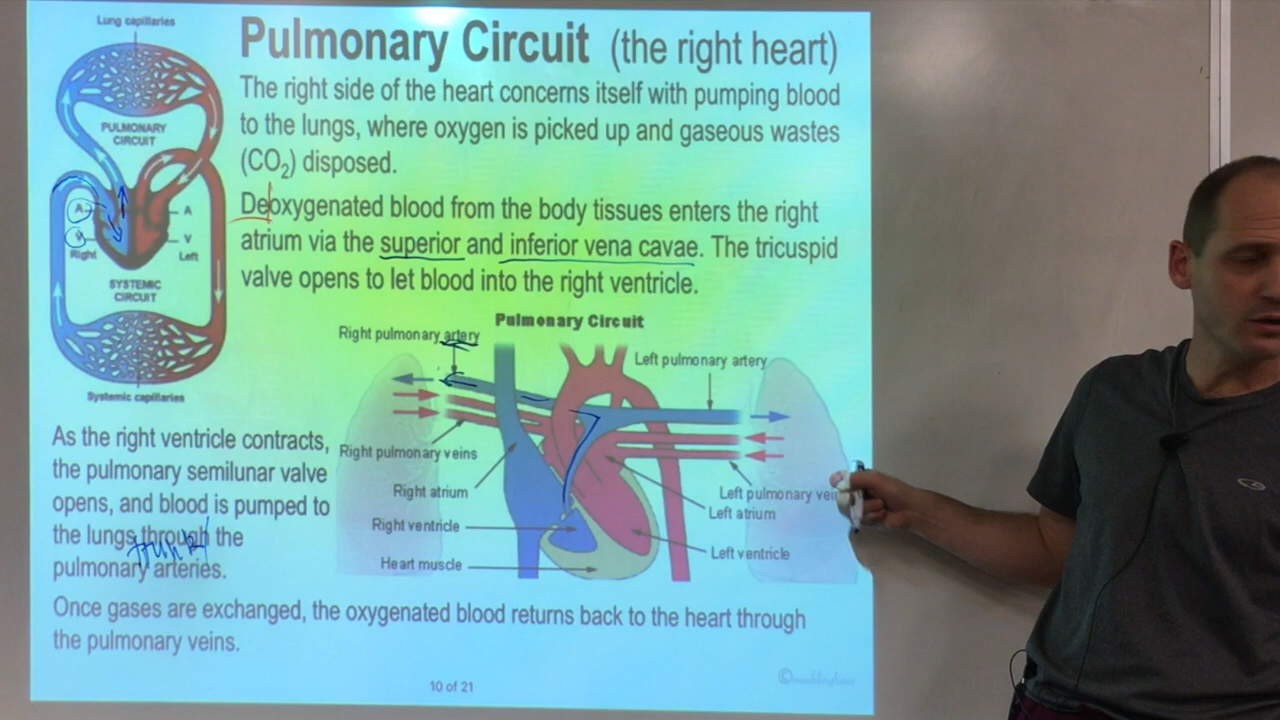 Lung capillaries
Pulmonary Circuit (the right heart)
The right side of the heart concerns itself with pumping blood
to the lungs, where oxygen is picked up and gaseous wastes
(CO₂) disposed.
PULMONARY
CIRCUIT
Deoxygenated blood from the body tissues enters the right
atrium via the superior and inferior vena cavae. The tricuspid
valve opens to let blood into the right ventricle.
A
A
V
V
Right
Left
SYSTEMIC
CIRCUIT
Systemic capillaries
Pulmonary Circuit
Right pulmonary artery
Left pulmonary artery
Right pulmonary veins
Right atrium
Left pulmonary
Left atrium
Right ventricle
Left ventricle
Heart muscle
As the right ventricle contracts,
the pulmonary semilunar valve
opens, and blood is pumped to
the lungs through the
pulmonary arteries.
Once gases are exchanged, the oxygenated blood returns back to the heart through
the pulmonary veins.
10 of 21